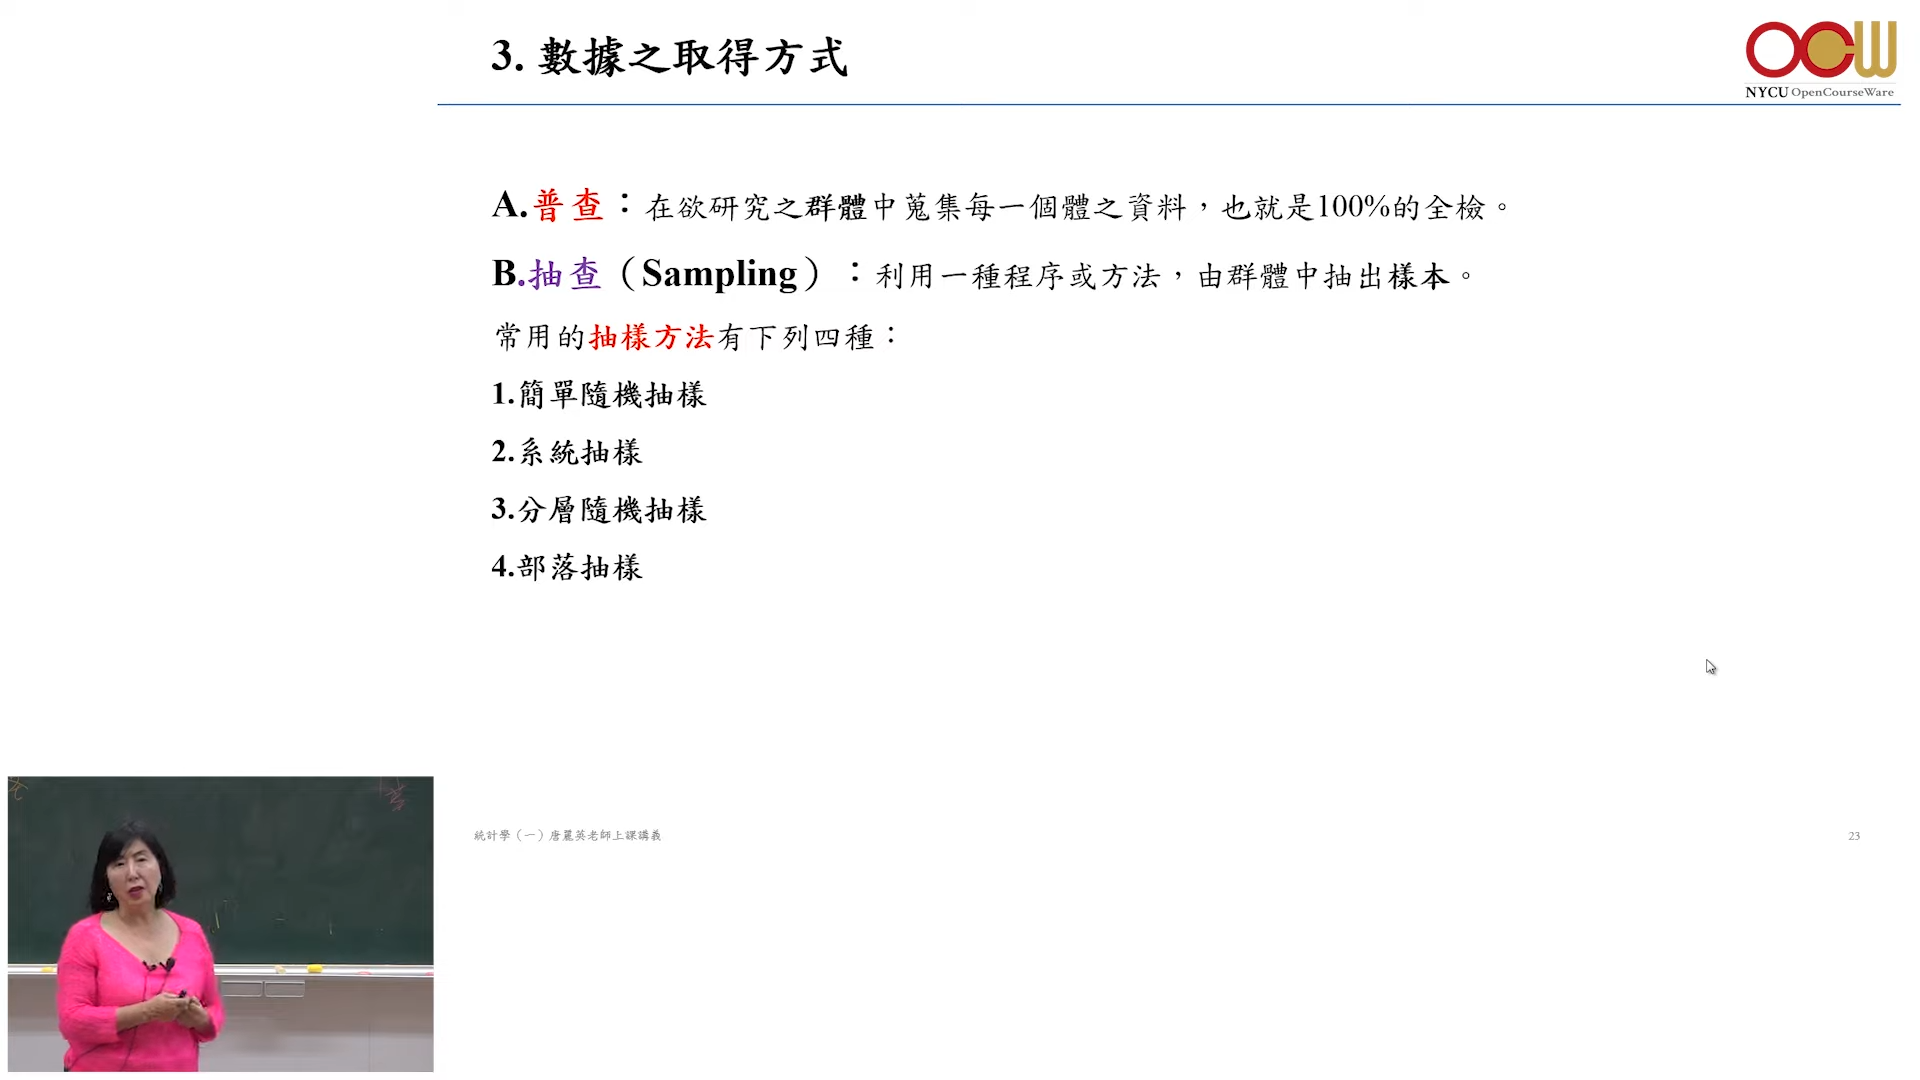 3. 數據之取得方式
OCW
NYCU OpenCourseWare
A.普查：在欲研究之群體中蒐集每一個體之資料，也就是100%的全檢。
B.抽查（Sampling）：利用一種程序或方法，由群體中抽出樣本。
常用的抽樣方法有下列四種：
1.簡單隨機抽樣
2.系統抽樣
3.分層隨機抽樣
4.部落抽樣
統計學（一）唐麗英老師上課講義
23